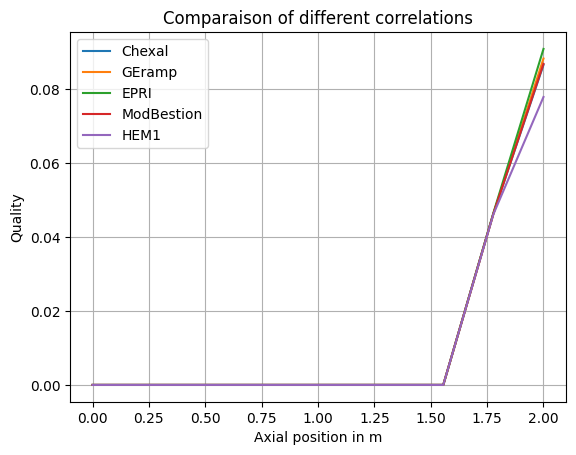 Comparaison of different correlations
Chexal
GEramp
EPRI
ModBestion
HEM1
0.08
0.06
0.04
0.02
0.00
Quality
0.00 0.25 0.50 0.75 1.00 1.25 1.50 1.75 2.00
Axial position in m